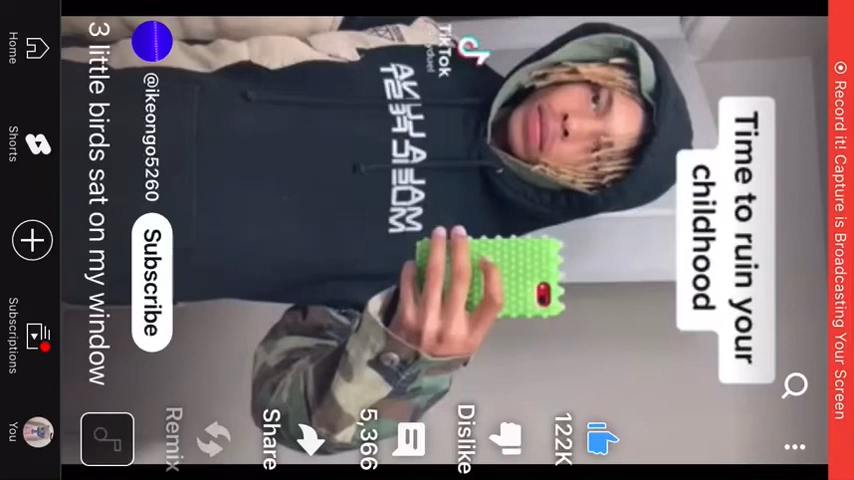 Record it! Capture is Broadcasting Your Screen
Time to ruin your
childhood
TikTok
122K
Dislike
5,366
Share
Remix
@ikeongo5260
Subscribe
3 little birds sat on my window
Home
Shorts
Subscriptions
You